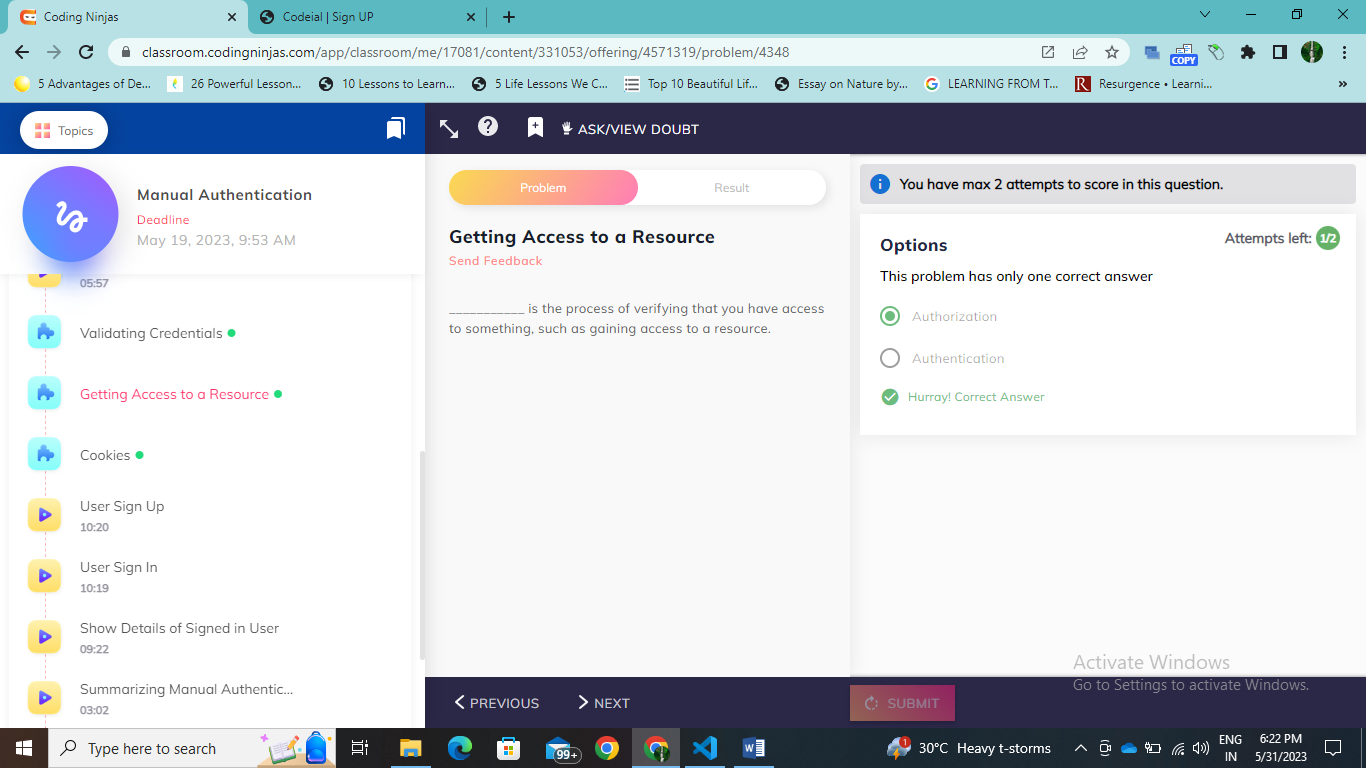 Coding Ninjas
Codeial | Sign UP
classroom.codingninjas.com/app/classroom/me/17081/content/331053/offering/4571319/problem/4348
COPY
5 Advantages of De...
26 Powerful Lesson...
10 Lessons to Learn...
5 Life Lessons We C...
Top 10 Beautiful Lif...
Essay on Nature by...
LEARNING FROM T...
Resurgence • Learni...
»
Topics
ASK/VIEW DOUBT
Manual Authentication
Deadline
May 19, 2023, 9:53 AM
05:57
Validating Credentials
Getting Access to a Resource
Cookies
User Sign Up
10:20
User Sign In
10:19
Show Details of Signed in User
09:22
Summarizing Manual Authentic...
03:02
Problem
Result
Getting Access to a Resource
Send Feedback
___________ is the process of verifying that you have access
to something, such as gaining access to a resource.
PREVIOUS
NEXT
You have max 2 attempts to score in this question.
Options
Attempts left: 1/2
This problem has only one correct answer
Authorization
Authentication
Hurray! Correct Answer
Activate Windows
Go to Settings to activate Windows.
SUBMIT
Type here to search
99+
1
30°C Heavy t-storms
ENG
IN
6:22 PM
5/31/2023